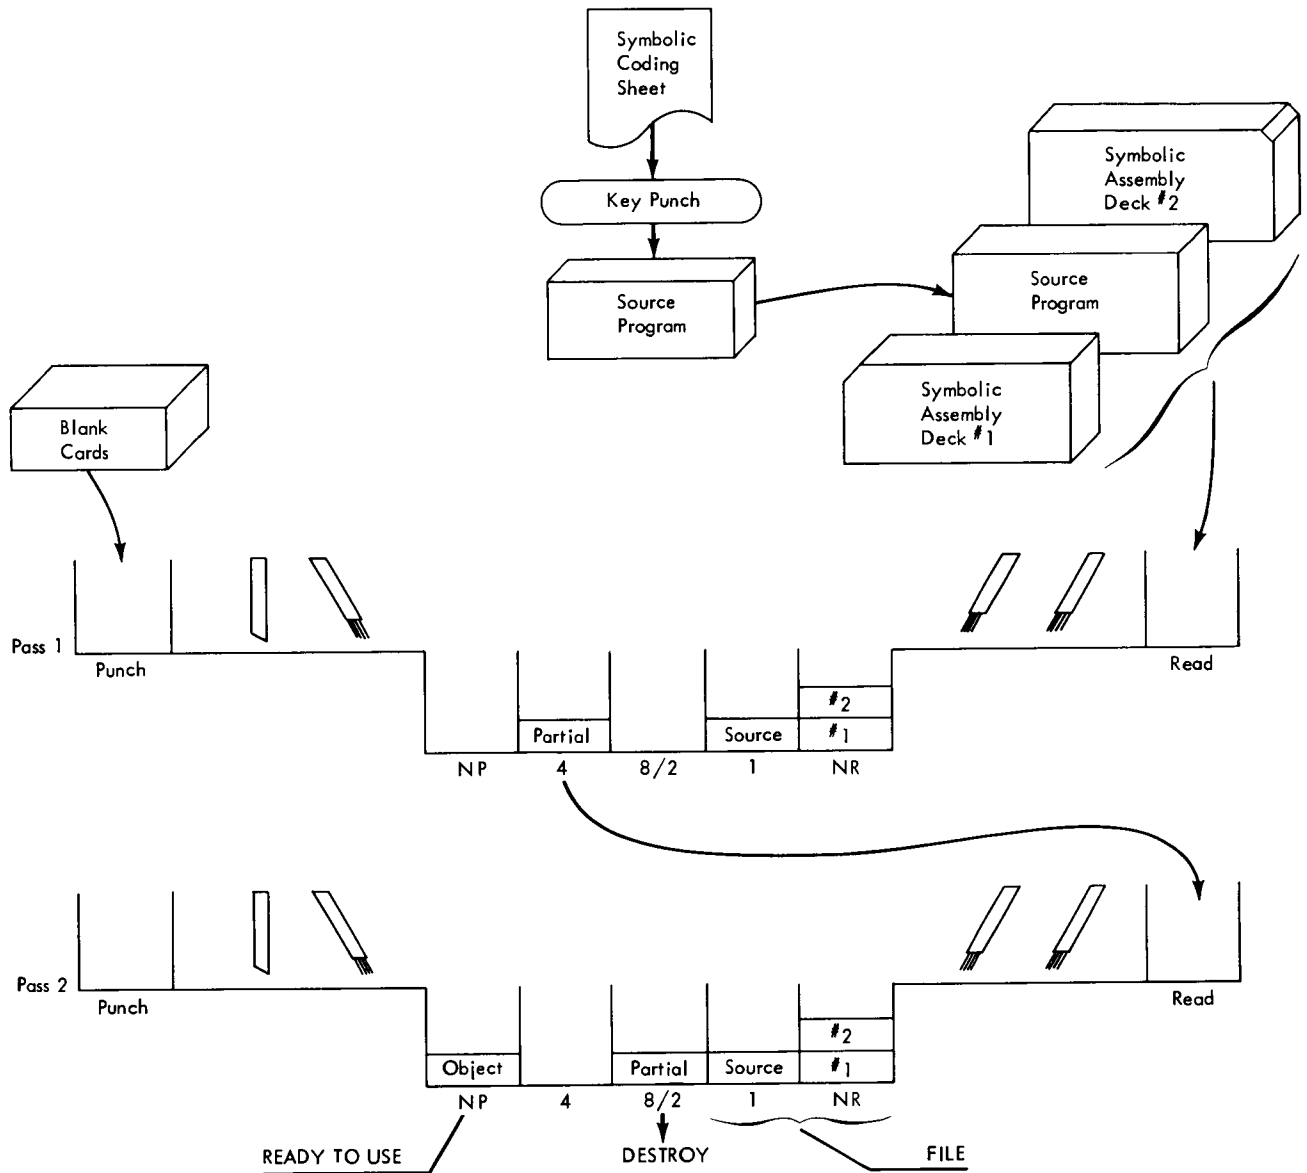 Symbolic
Coding
Sheet
Key Punch
Source
Program
Symbolic
Assembly
Deck #2
Source
Program
Symbolic
Assembly
Deck #1
Blank
Cards
Pass 1
Punch
Read
#2
Partial
Source
#1
NP 4 8/2 1 NR
Pass 2
Punch
Read
#2
Object
Partial
Source
#1
NP 4 8/2 1 NR
READY TO USE
DESTROY
FILE